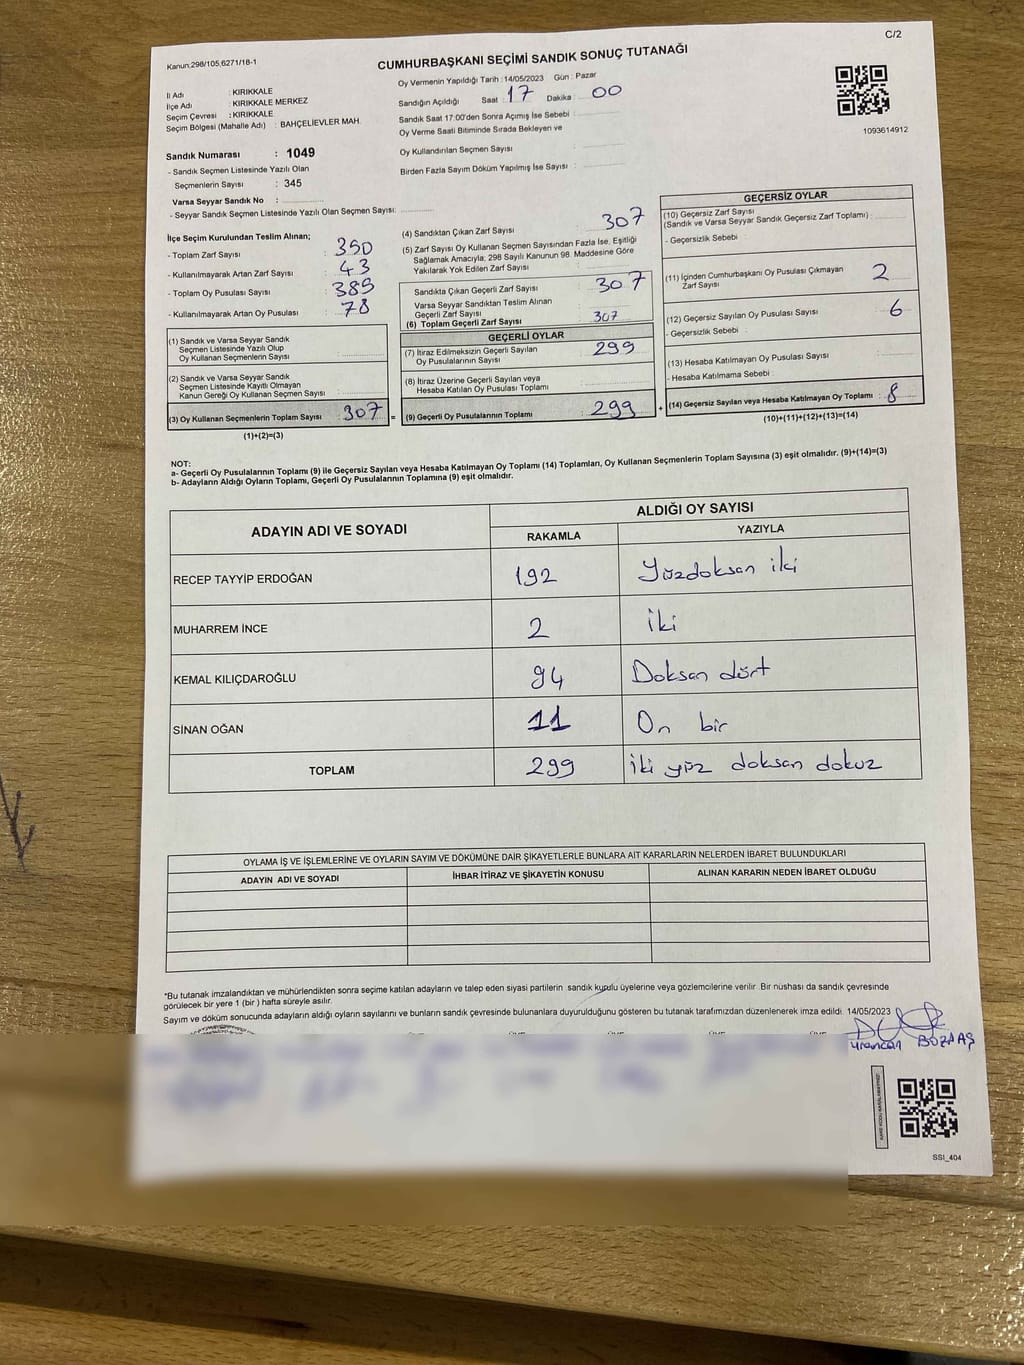 C/2
Kanun:298/105,6271/18-1
CUMHURBAŞKANI SEÇİMİ SANDIK SONUÇ TUTANAĞI
İl Adı : KIRIKKALE
İlçe Adı : KIRIKKALE MERKEZ
Seçim Çevresi : KIRIKKALE
Seçim Bölgesi (Mahalle Adı) : BAHÇELİEVLER MAH.
Oy Vermenin Yapıldığı Tarih : 14/05/2023 Gün : Pazar
Sandığın Açıldığı Saat : 17 Dakika : 00
Sandık Saat 17:00'den Sonra Açmış İse Sebebi :
Oy Verme Saati Bitiminde Sırada Bekleyen ve
Oy Kullandırılan Seçmen Sayısı :
Birden Fazla Sayım Döküm Yapılmış İse Sayısı :
1093614912
Sandık Numarası : 1049
- Sandık Seçmen Listesinde Yazılı Olan
Seçmenlerin Sayısı : 345
Varsa Seyyar Sandık No :
- Seyyar Sandık Seçmen Listesinde Yazılı Olan Seçmen Sayısı:
İlçe Seçim Kurulundan Teslim Alınan;
- Toplam Zarf Sayısı : 350
- Kullanılmayarak Artan Zarf Sayısı : 43
- Toplam Oy Pusulası Sayısı : 385
- Kullanılmayarak Artan Oy Pusulası : 78
(1) Sandık ve Varsa Seyyar Sandık
Seçmen Listesinde Yazılı Olup
Oy Kullanan Seçmenlerin Sayısı :
(2) Sandık ve Varsa Seyyar Sandık
Seçmen Listesinde Kayıtlı Olmayan
Kanun Gereği Oy Kullanan Seçmen Sayısı :
(3) Oy Kullanan Seçmenlerin Toplam Sayısı : 307 =
(1)+(2)=(3)
(4) Sandıktan Çıkan Zarf Sayısı : 307
(5) Zarf Sayısı Oy Kullanan Seçmen Sayısından Fazla İse, Eşitliği
Sağlamak Amacıyla; 298 Sayılı Kanunun 98. Maddesine Göre
Yakılarak Yok Edilen Zarf Sayısı :
Sandıkta Çıkan Geçerli Zarf Sayısı : 307
Varsa Seyyar Sandıktan Teslim Alınan
Geçerli Zarf Sayısı :
(6) Toplam Geçerli Zarf Sayısı : 307
GEÇERLİ OYLAR
(7) İtiraz Edilmeksizin Geçerli Sayılan
Oy Pusulalarının Sayısı : 299
(8) İtiraz Üzerine Geçerli Sayılan veya
Hesaba Katılan Oy Pusulası Toplamı :
(9) Geçerli Oy Pusulalarının Toplamı : 299 +
GEÇERSİZ OYLAR
(10) Geçersiz Zarf Sayısı
(Sandık ve Varsa Seyyar Sandık Geçersiz Zarf Toplamı) :
- Geçersizlik Sebebi :
(11) İçinden Cumhurbaşkanı Oy Pusulası Çıkmayan
Zarf Sayısı : 2
(12) Geçersiz Sayılan Oy Pusulası Sayısı : 6
- Geçersizlik Sebebi :
(13) Hesaba Katılmayan Oy Pusulası Sayısı :
- Hesaba Katılmama Sebebi :
(14) Geçersiz Sayılan veya Hesaba Katılmayan Oy Toplamı : 8
(10)+(11)+(12)+(13)=(14)
NOT:
a- Geçerli Oy Pusulalarının Toplamı (9) ile Geçersiz Sayılan veya Hesaba Katılmayan Oy Toplamı (14) Toplamları, Oy Kullanan Seçmenlerin Toplam Sayısına (3) eşit olmalıdır. (9)+(14)=(3)
b- Adayların Aldığı Oyların Toplamı, Geçerli Oy Pusulalarının Toplamına (9) eşit olmalıdır.
ADAYIN ADI VE SOYADI
ALDIĞI OY SAYISI
RAKAMLA YAZIYLA
RECEP TAYYİP ERDOĞAN 192 Yüzdoksan iki
MUHARREM İNCE 2 iki
KEMAL KILIÇDAROĞLU 94 Doksan dört
SİNAN OĞAN 11 On bir
TOPLAM 299 iki yüz doksan dokuz
OYLAMA İŞ VE İŞLEMLERİNE VE OYLARIN SAYIM VE DÖKÜMÜNE DAİR ŞİKAYETLERLE BUNLARA AİT KARARLARIN NELERDEN İBARET BULUNDUKLARI
ADAYIN ADI VE SOYADI İHBAR İTİRAZ VE ŞİKAYETİN KONUSU ALINAN KARARIN NEDEN İBARET OLDUĞU
*Bu tutanak imzalandıktan ve mühürlendikten sonra seçime katılan adayların ve talep eden siyasi partilerin sandık kurulu üyelerine veya gözlemcilerine verilir. Bir nüshası da sandık çevresinde
görülecek bir yere 1 (bir) hafta süreyle asılır.
Sayım ve döküm sonucunda adayların aldığı oyların sayılarını ve bunların sandık çevresinde bulunanlara duyurulduğunu gösteren bu tutanak tarafımızdan düzenlenerek imza edildi. 14/05/2023
BOZDAŞ
SSI_404